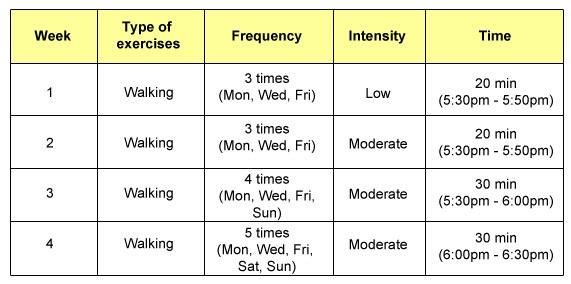 Week
Type of
exercises
Frequency
Intensity
Time
1
Walking
3 times
(Mon, Wed, Fri)
Low
20 min
(5:30pm - 5:50pm)
2
Walking
3 times
(Mon, Wed, Fri)
Moderate
20 min
(5:30pm - 5:50pm)
3
Walking
4 times
(Mon, Wed, Fri,
Sun)
Moderate
30 min
(5:30pm - 6:00pm)
4
Walking
5 times
(Mon, Wed, Fri,
Sat, Sun)
Moderate
30 min
(6:00pm - 6:30pm)